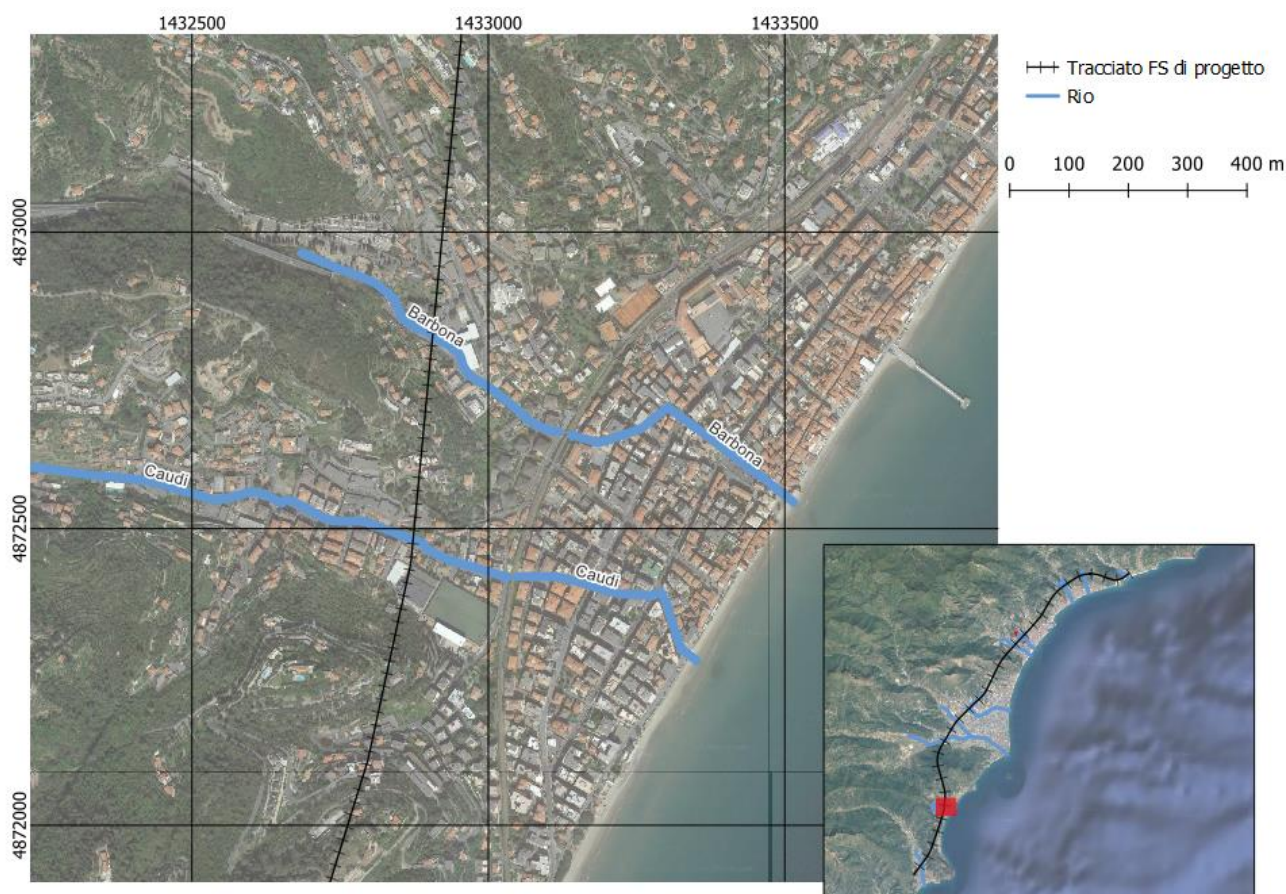 1432500 1433000 1433500
Tracciato FS di progetto
Rio
0 100 200 300 400 m
4873000
Barbona
Barbona
Caudi
4872500
Caudi
4872000